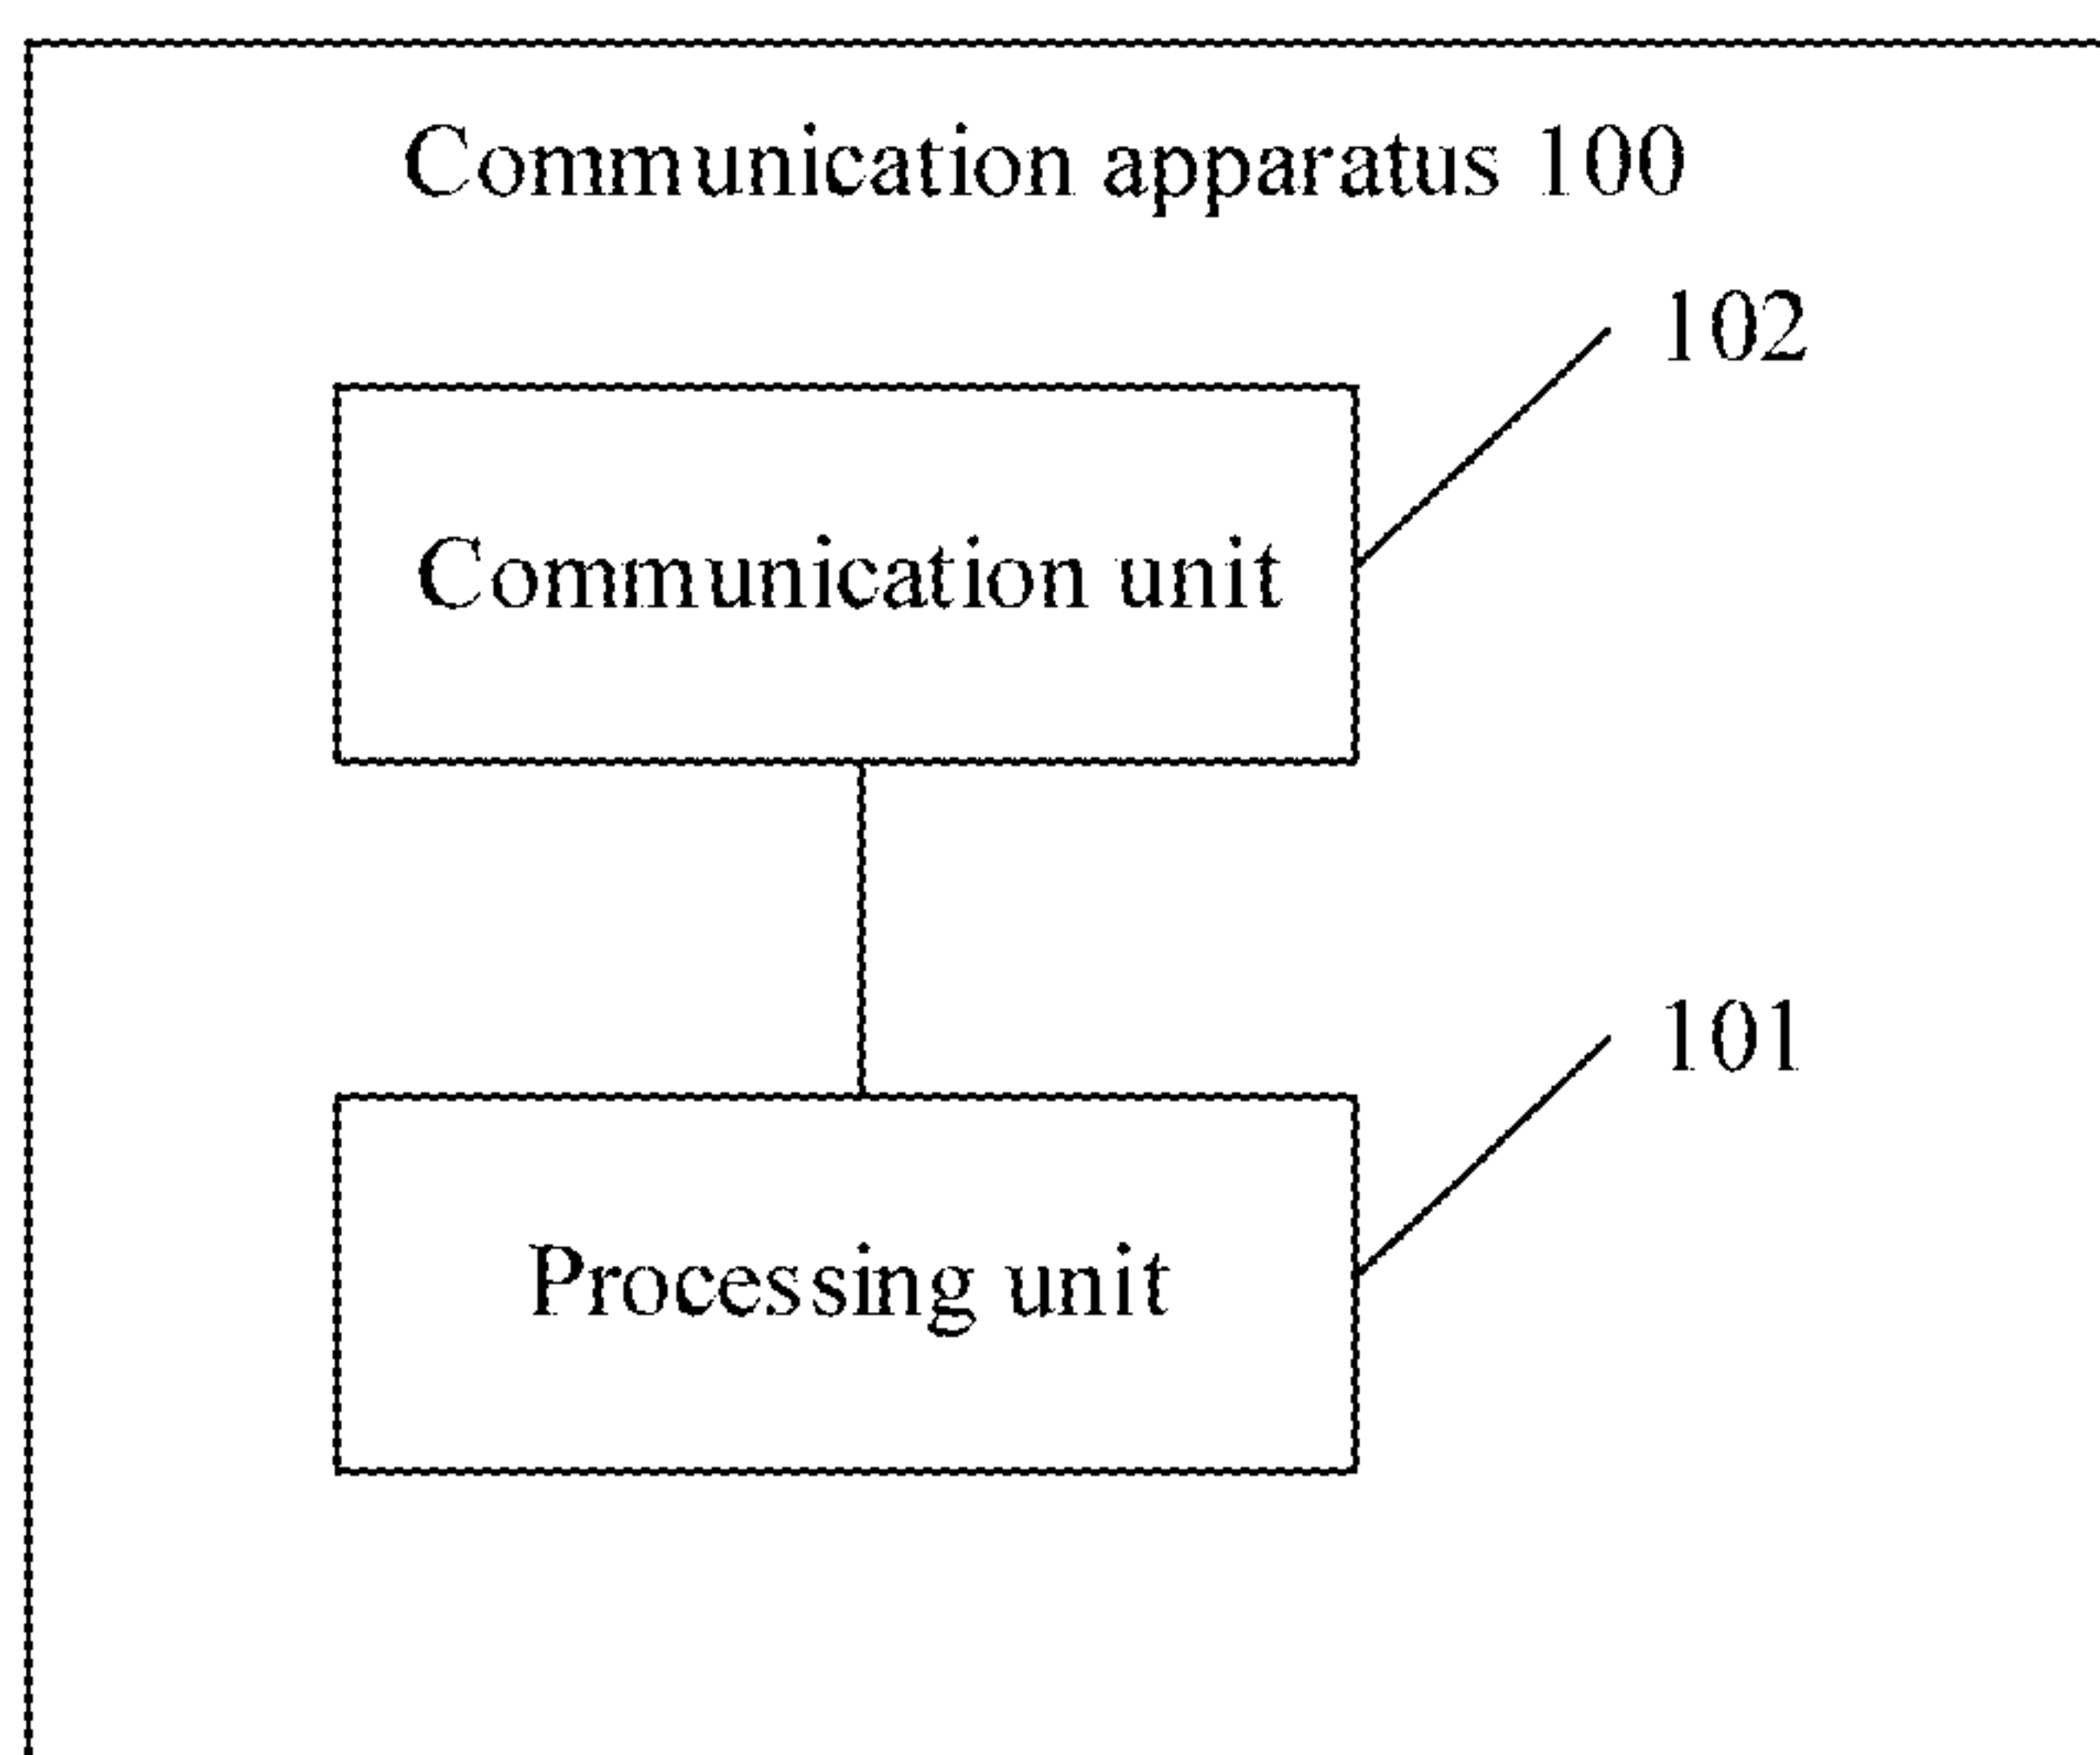 Communication apparatus 100
102
Communication unit
101
Processing unit